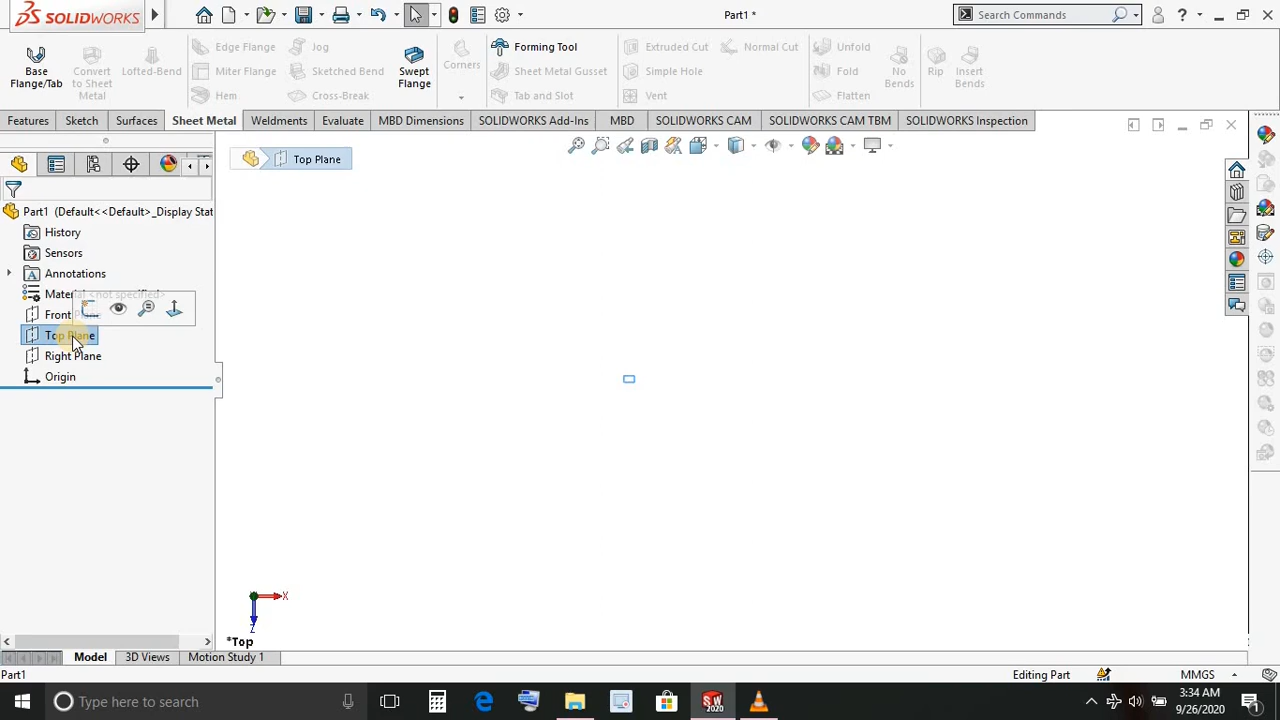 SOLIDWORKS
Part1 *
Search Commands
Base Flange/Tab
Convert to Sheet Metal
Lofted-Bend
Edge Flange
Miter Flange
Hem
Jog
Sketched Bend
Cross-Break
Corners
Swept Flange
Forming Tool
Sheet Metal Gusset
Tab and Slot
Extruded Cut
Simple Hole
Vent
Normal Cut
Unfold
Fold
Flatten
No Bends
Rip
Insert Bends
Features
Sketch
Surfaces
Sheet Metal
Weldments
Evaluate
MBD Dimensions
SOLIDWORKS Add-Ins
MBD
SOLIDWORKS CAM
SOLIDWORKS CAM TBM
SOLIDWORKS Inspection
Top Plane
Part1 (Default<<Default>_Display Stat
History
Sensors
Annotations
Material <not specified>
Front Plane
Top Plane
Right Plane
Origin
X
Z
*Top
Model
3D Views
Motion Study 1
Part1
Editing Part
MMGS
Type here to search
SW
2020
3:34 AM
9/26/2020
1